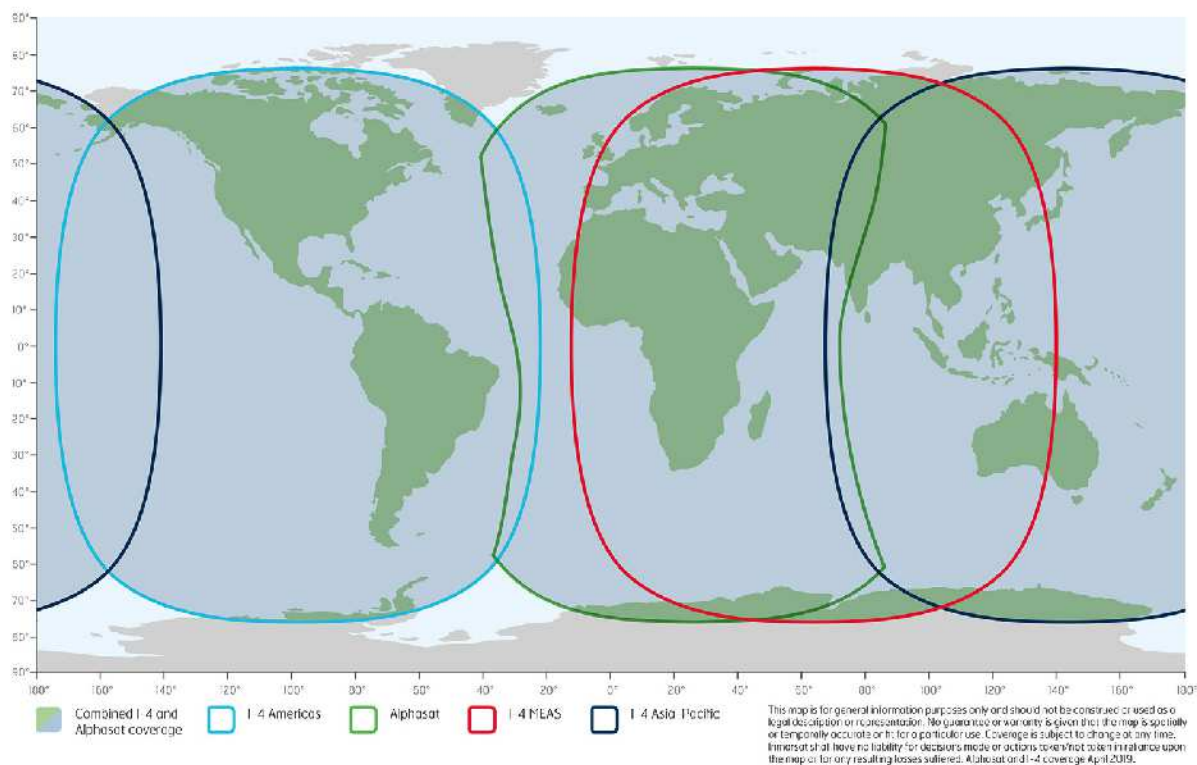 90°
80°
70°
60°
50°
40°
30°
20°
10°
0°
10°
20°
30°
40°
50°
60°
70°
80°
90°
180° 160° 140° 120° 100° 80° 60° 40° 20° 0° 20° 40° 60° 80° 100° 120° 140° 160° 180°
Combined I-4 and
Alphasat coverage
I-4 Americas
Alphasat
I-4 MEAS
I-4 Asia-Pacific
This map is for general information purposes only and should not be construed or used as a
legal description or representation. No guarantee or warranty is given that the map is spatially
or temporally accurate or fit for a particular use. Coverage is subject to change at any time.
Inmarsat shall have no liability for decisions made or actions taken/not taken in reliance upon
the map or for any resulting losses suffered. Alphasat and I-4 coverage April 2019.